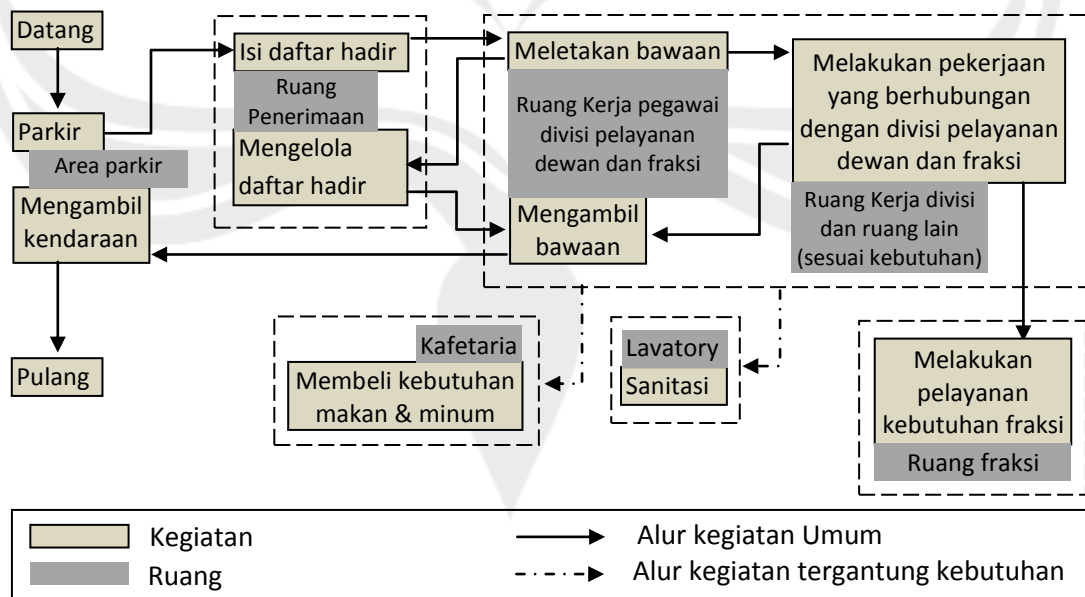 Datang
Parkir
Area parkir
Mengambil
kendaraan
Pulang
Isi daftar hadir
Ruang
Penerimaan
Mengelola
daftar hadir
Meletakan bawaan
Ruang Kerja pegawai
divisi pelayanan
dewan dan fraksi
Mengambil
bawaan
Melakukan pekerjaan
yang berhubungan
dengan divisi pelayanan
dewan dan fraksi
Ruang Kerja divisi
dan ruang lain
(sesuai kebutuhan)
Kafetaria
Membeli kebutuhan
makan & minum
Lavatory
Sanitasi
Melakukan
pelayanan
kebutuhan fraksi
Ruang fraksi
Kegiatan
Ruang
Alur kegiatan Umum
Alur kegiatan tergantung kebutuhan